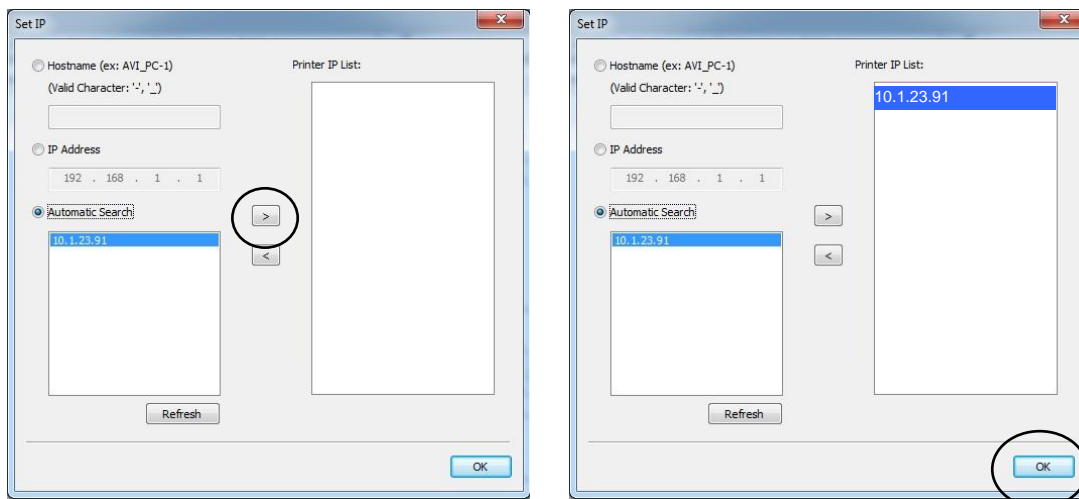 Set IP
Hostname (ex: AVI_PC-1)
(Valid Character: '-', '_')
IP Address
192 . 168 . 1 . 1
Automatic Search
10.1.23.91
Refresh
Printer IP List:
>
<
OK
Set IP
Hostname (ex: AVI_PC-1)
(Valid Character: '-', '_')
IP Address
192 . 168 . 1 . 1
Automatic Search
10.1.23.91
Refresh
Printer IP List:
10.1.23.91
>
<
OK